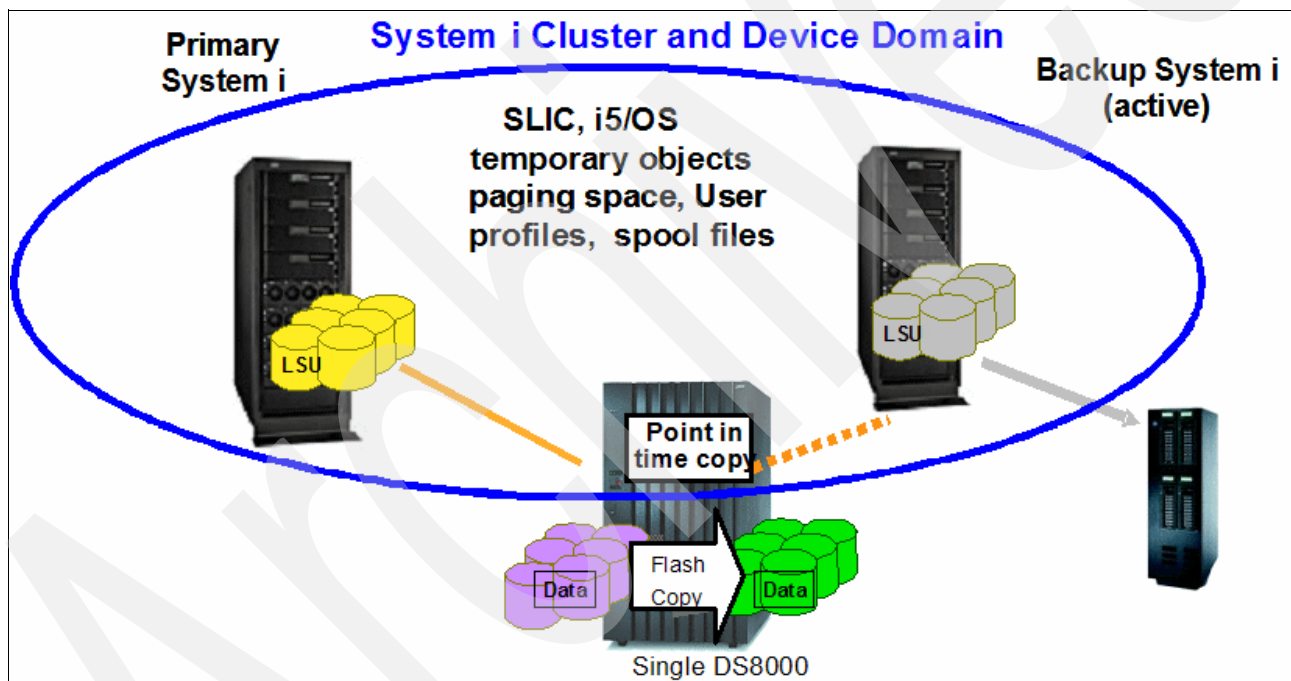 System i Cluster and Device Domain
Primary
System i
Backup System i
(active)
SLIC, i5/OS
temporary objects
paging space, User
profiles, spool files
LSU
LSU
Point in
time copy
Data
Flash
Copy
Data
Single DS8000
Archive